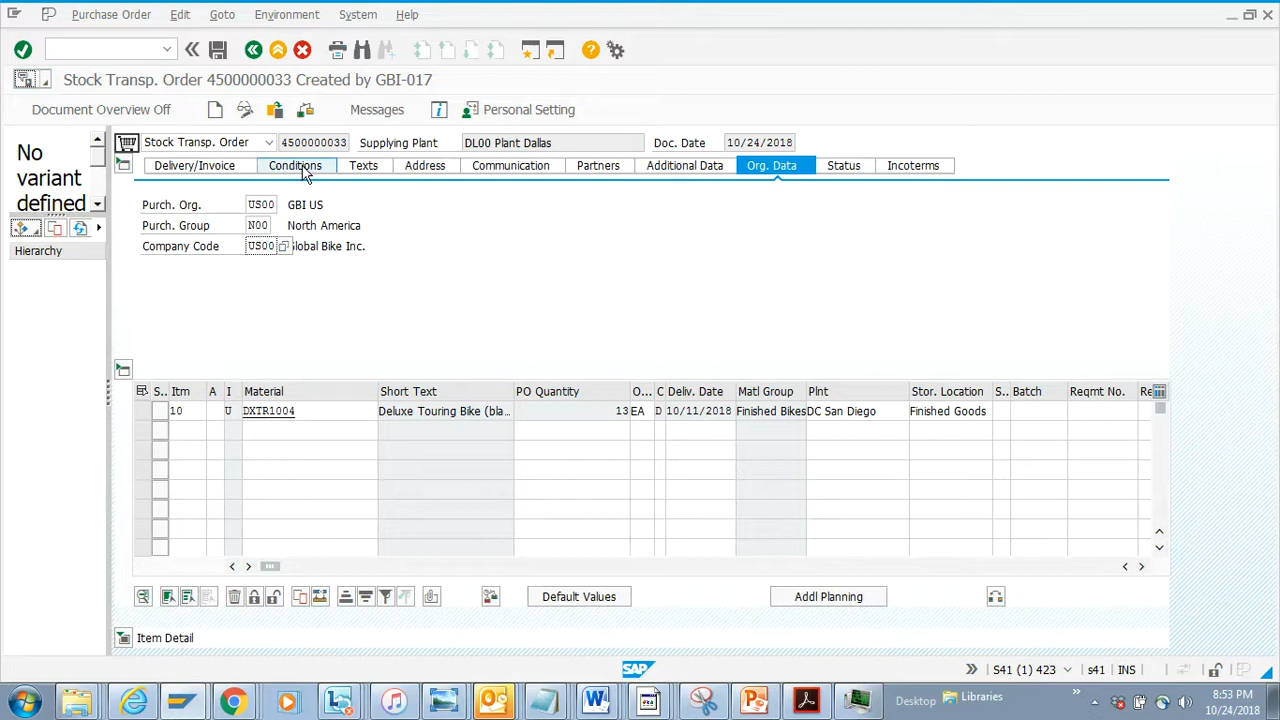 Purchase Order Edit Goto Environment System Help
Stock Transp. Order 4500000033 Created by GBI-017
Document Overview Off Messages Personal Setting
No variant defined
Hierarchy
Stock Transp. Order 4500000033 Supplying Plant DL00 Plant Dallas Doc. Date 10/24/2018
Delivery/Invoice Conditions Texts Address Communication Partners Additional Data Org. Data Status Incoterms
Purch. Org. US00 GBI US
Purch. Group N00 North America
Company Code US00 lobal Bike Inc.
S.. Itm A I Material Short Text PO Quantity O... C Deliv. Date Matl Group Plnt Stor. Location S.. Batch Reqmt No. Re
10 U DXTR1004 Deluxe Touring Bike (bla... 13 EA D 10/11/2018 Finished Bikes DC San Diego Finished Goods
Default Values Addl Planning
Item Detail
SAP S41 (1) 423 s41 INS
Desktop Libraries 8:53 PM
10/24/2018